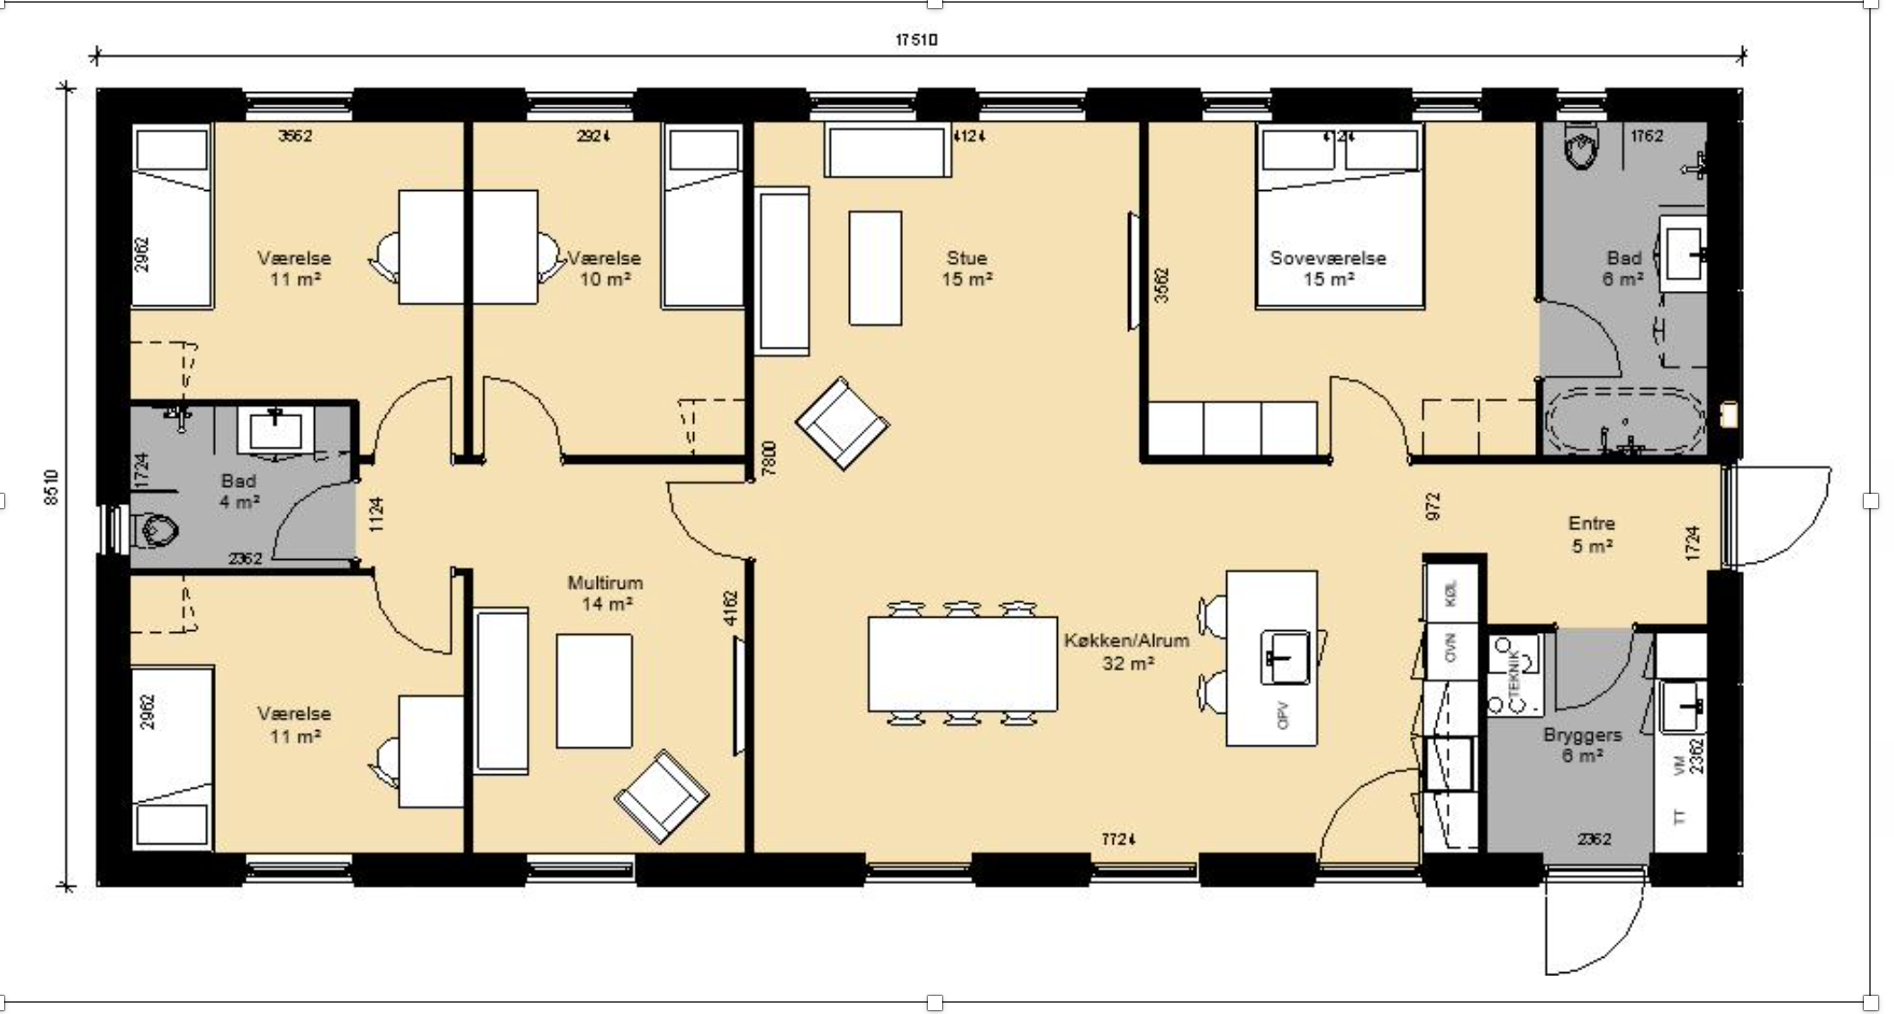 17510
8510
3562
2924
4124
4124
1762
2962
Værelse
11 m²
Værelse
10 m²
Stue
15 m²
3562
Soveværelse
15 m²
Bad
6 m²
1724
Bad
4 m²
2362
1124
7800
972
Entre
5 m²
1724
Multirum
14 m²
4162
Køkken/Alrum
32 m²
OPV
KØL
OVN
TEKNIK
Bryggers
6 m²
VM
2362
TT
2362
2962
Værelse
11 m²
7724